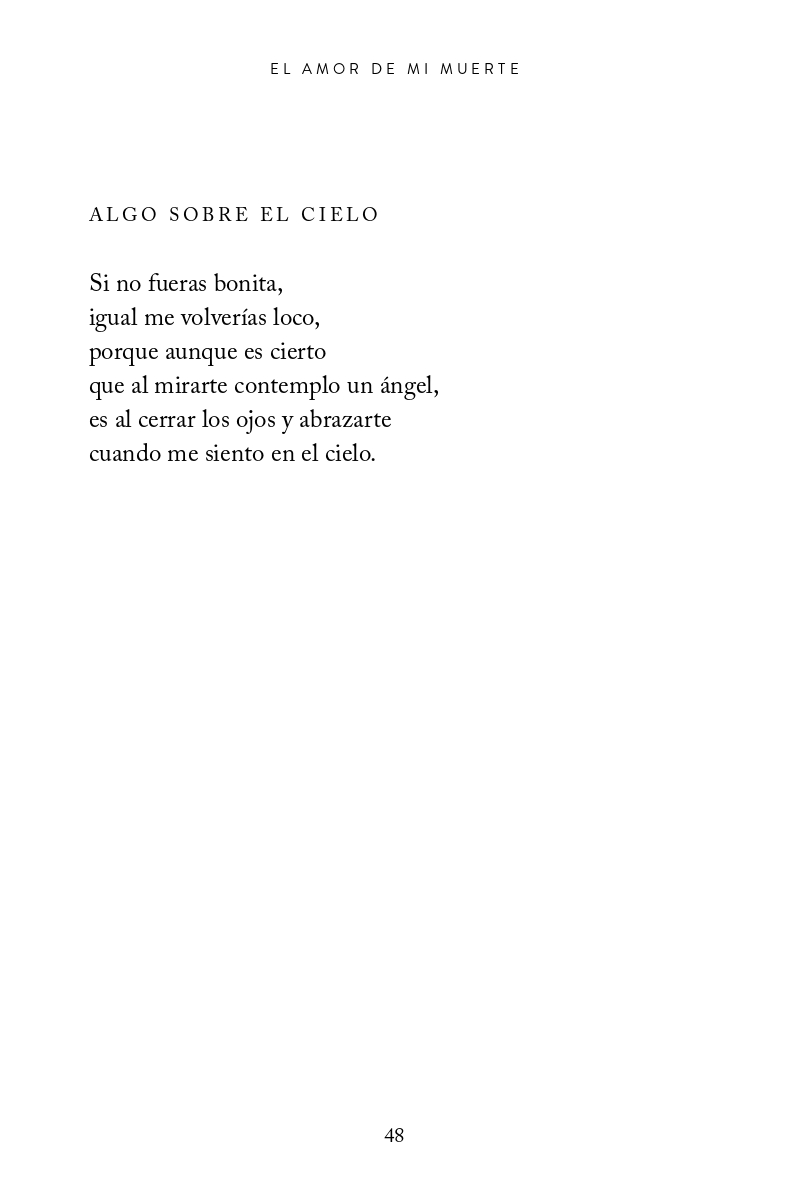 EL AMOR DE MI MUERTE
ALGO SOBRE EL CIELO
Si no fueras bonita,
igual me volverías loco,
porque aunque es cierto
que al mirarte contemplo un ángel,
es al cerrar los ojos y abrazarte
cuando me siento en el cielo.
48